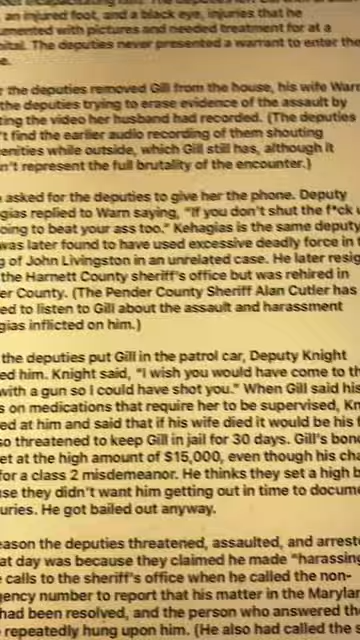 an injured foot, and a black eye, injuries that he
umented with pictures and needed treatment for at a
pital. The deputies never presented a warrant to enter the
e.
r the deputies removed Gill from the house, his wife Warn
the deputies trying to erase evidence of the assault by
ting the video her husband had recorded. (The deputies
't find the earlier audio recording of them shouting
enities while outside, which Gill still has, although it
n't represent the full brutality of the encounter.)
asked for the deputies to give her the phone. Deputy
gias replied to Warn saying, "If you don't shut the f*ck u
oing to beat your ass too." Kehagias is the same deputy
was later found to have used excessive deadly force in t
g of John Livingston in an unrelated case. He later resig
the Harnett County sheriff's office but was rehired in
er County. (The Pender County Sheriff Alan Cutler has
ed to listen to Gill about the assault and harassment
gias inflicted on him.)
the deputies put Gill in the patrol car, Deputy Knight
ed him. Knight said, "I wish you would have come to th
with a gun so I could have shot you." When Gill said his
s on medications that require her to be supervised, Kn
ed at him and said that if his wife died it would be his f
so threatened to keep Gill in jail for 30 days. Gill's bond
et at the high amount of $15,000, even though his cha
for a class 2 misdemeanor. He thinks they set a high b
use they didn't want him getting out in time to docume
uries. He got bailed out anyway.
eason the deputies threatened, assaulted, and arreste
at day was because they claimed he made "harassing
e calls to the sheriff's office when he called the non-
gency number to report that his matter in the Marylan
had been resolved, and the person who answered th
repeatedly hung upon him. (He also had called the s